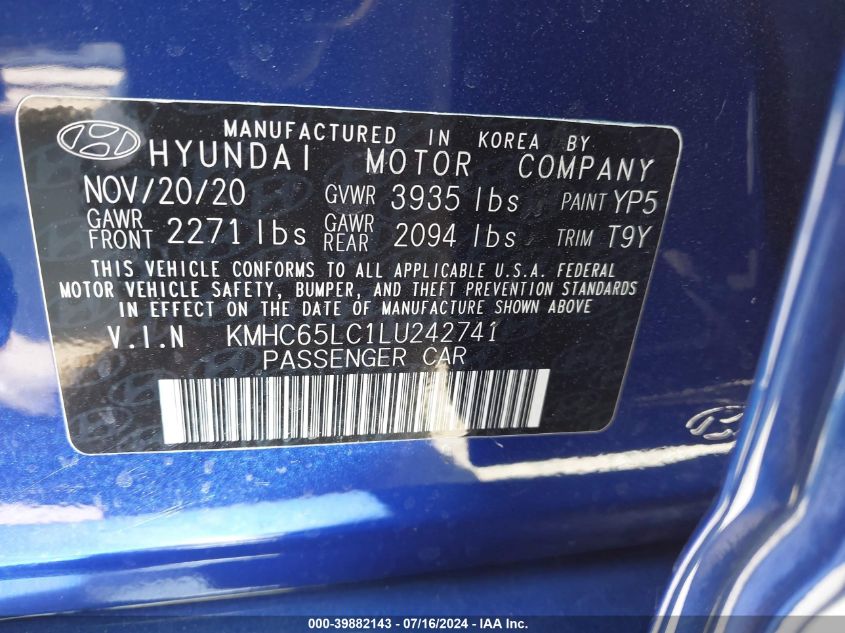 MANUFACTURED IN KOREA BY
HYUNDAI MOTOR COMPANY
NOV/20/20 GVWR 3935 lbs PAINT YP5
GAWR FRONT 2271 lbs GAWR REAR 2094 lbs TRIM T9Y
THIS VEHICLE CONFORMS TO ALL APPLICABLE U.S.A. FEDERAL
MOTOR VEHICLE SAFETY, BUMPER, AND THEFT PREVENTION STANDARDS
IN EFFECT ON THE DATE OF MANUFACTURE SHOWN ABOVE
V.I.N KMHC65LC1LU242741
PASSENGER CAR
000-39882143 - 07/16/2024 - IAA Inc.